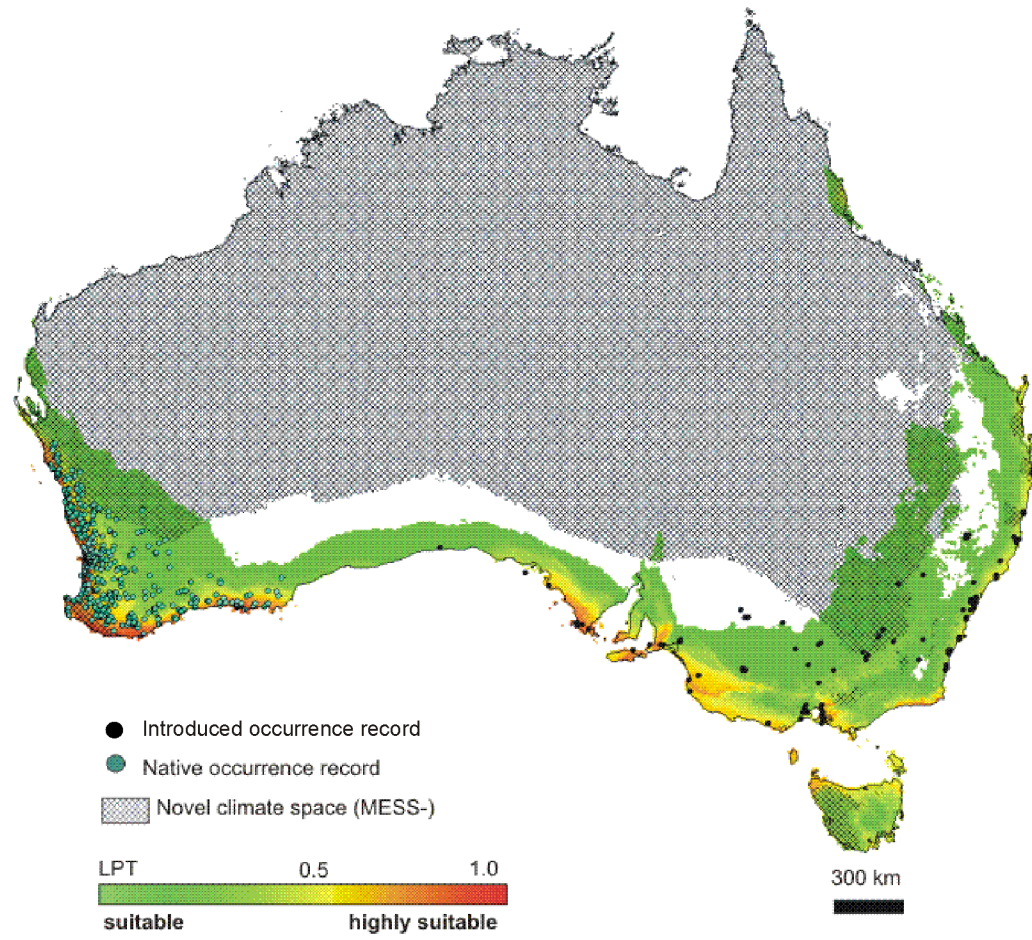 Introduced occurrence record
Native occurrence record
Novel climate space (MESS-)
LPT 0.5 1.0
suitable highly suitable
300 km